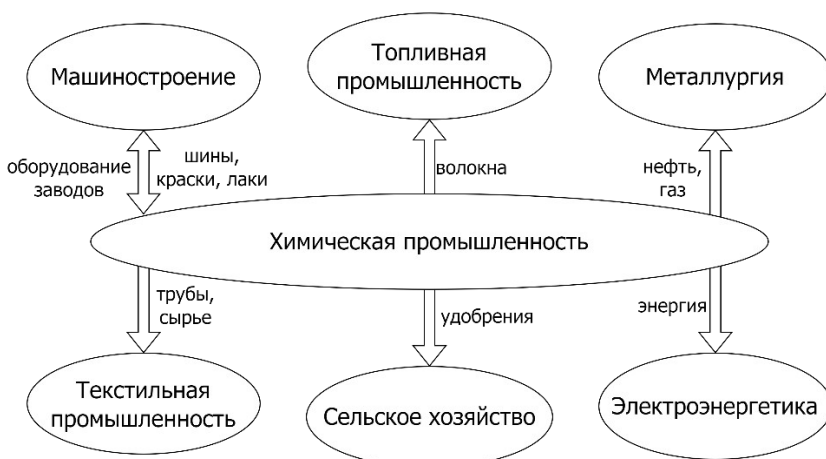 Машиностроение
Топливная
промышленность
Металлургия
оборудование
заводов
шины,
краски, лаки
волокна
нефть,
газ
Химическая промышленность
трубы,
сырье
удобрения
энергия
Текстильная
промышленность
Сельское хозяйство
Электроэнергетика